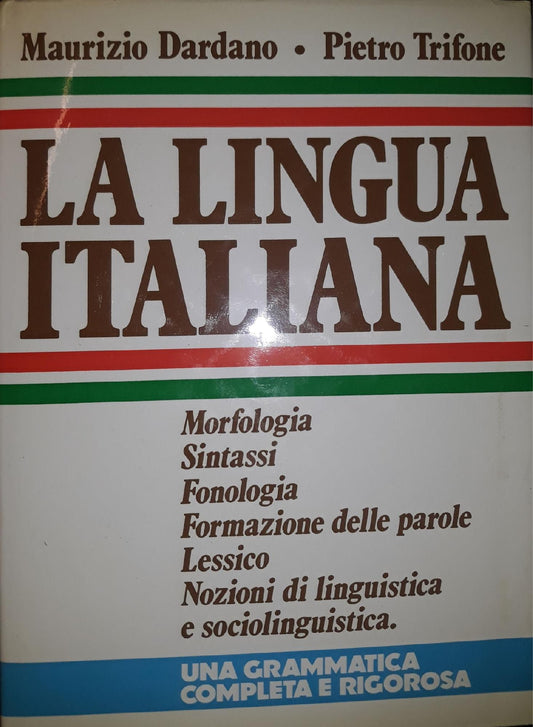 Maurizio Dardano • Pietro Trifone
LA LINGUA
ITALIANA
Morfologia
Sintassi
Fonologia
Formazione delle parole
Lessico
Nozioni di linguistica
e sociolinguistica.
UNA GRAMMATICA
COMPLETA E RIGOROSA